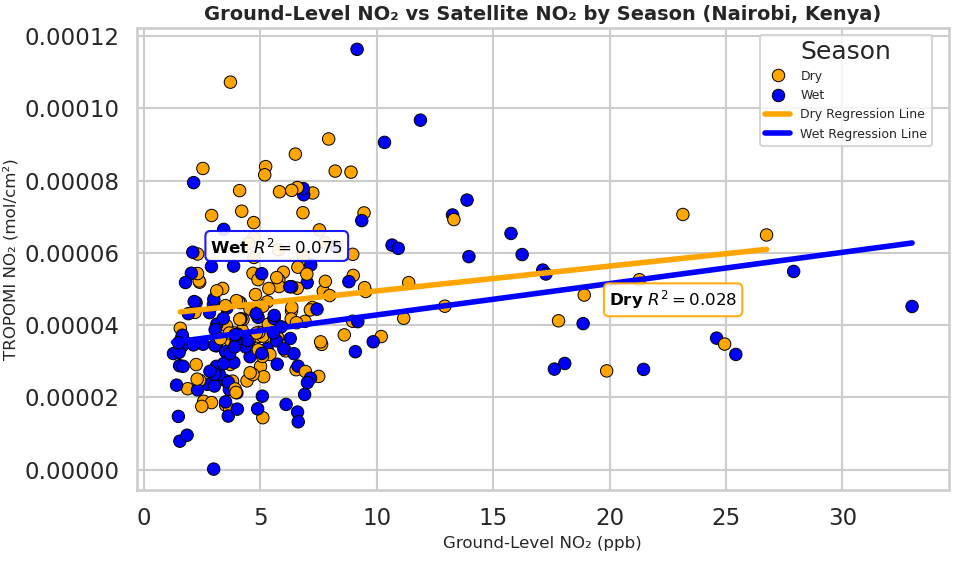 Ground-Level NO₂ vs Satellite NO₂ by Season (Nairobi, Kenya)
TROPOMI NO₂ (mol/cm²)
0.00012
0.00010
0.00008
0.00006
0.00004
0.00002
0.00000
Season
Dry
Wet
Dry Regression Line
Wet Regression Line
Wet R² = 0.075
Dry R² = 0.028
0 5 10 15 20 25 30
Ground-Level NO₂ (ppb)